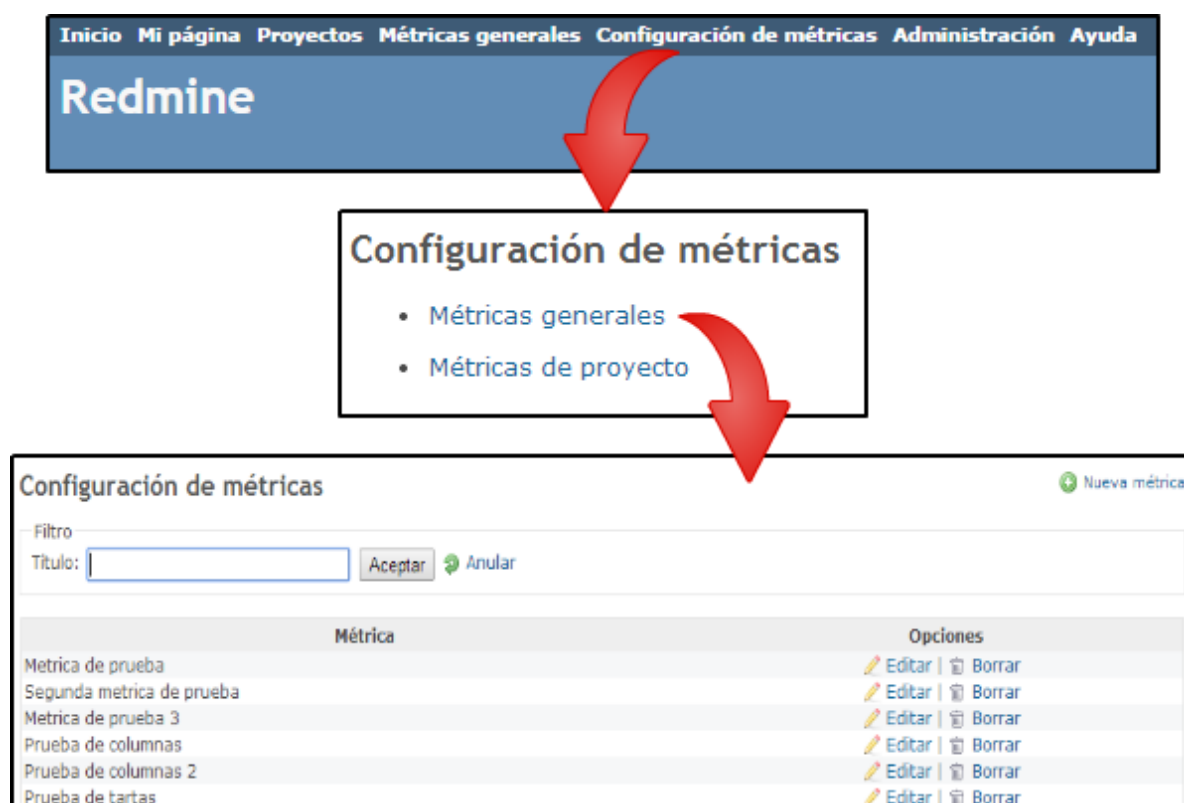 Inicio Mi página Proyectos Métricas generales Configuración de métricas Administración Ayuda
Redmine
Configuración de métricas
• Métricas generales
• Métricas de proyecto
Configuración de métricas
Nueva métrica
Filtro
Título: Aceptar Anular
Métrica Opciones
Metrica de prueba Editar | Borrar
Segunda metrica de prueba Editar | Borrar
Metrica de prueba 3 Editar | Borrar
Prueba de columnas Editar | Borrar
Prueba de columnas 2 Editar | Borrar
Prueba de tartas Editar | Borrar